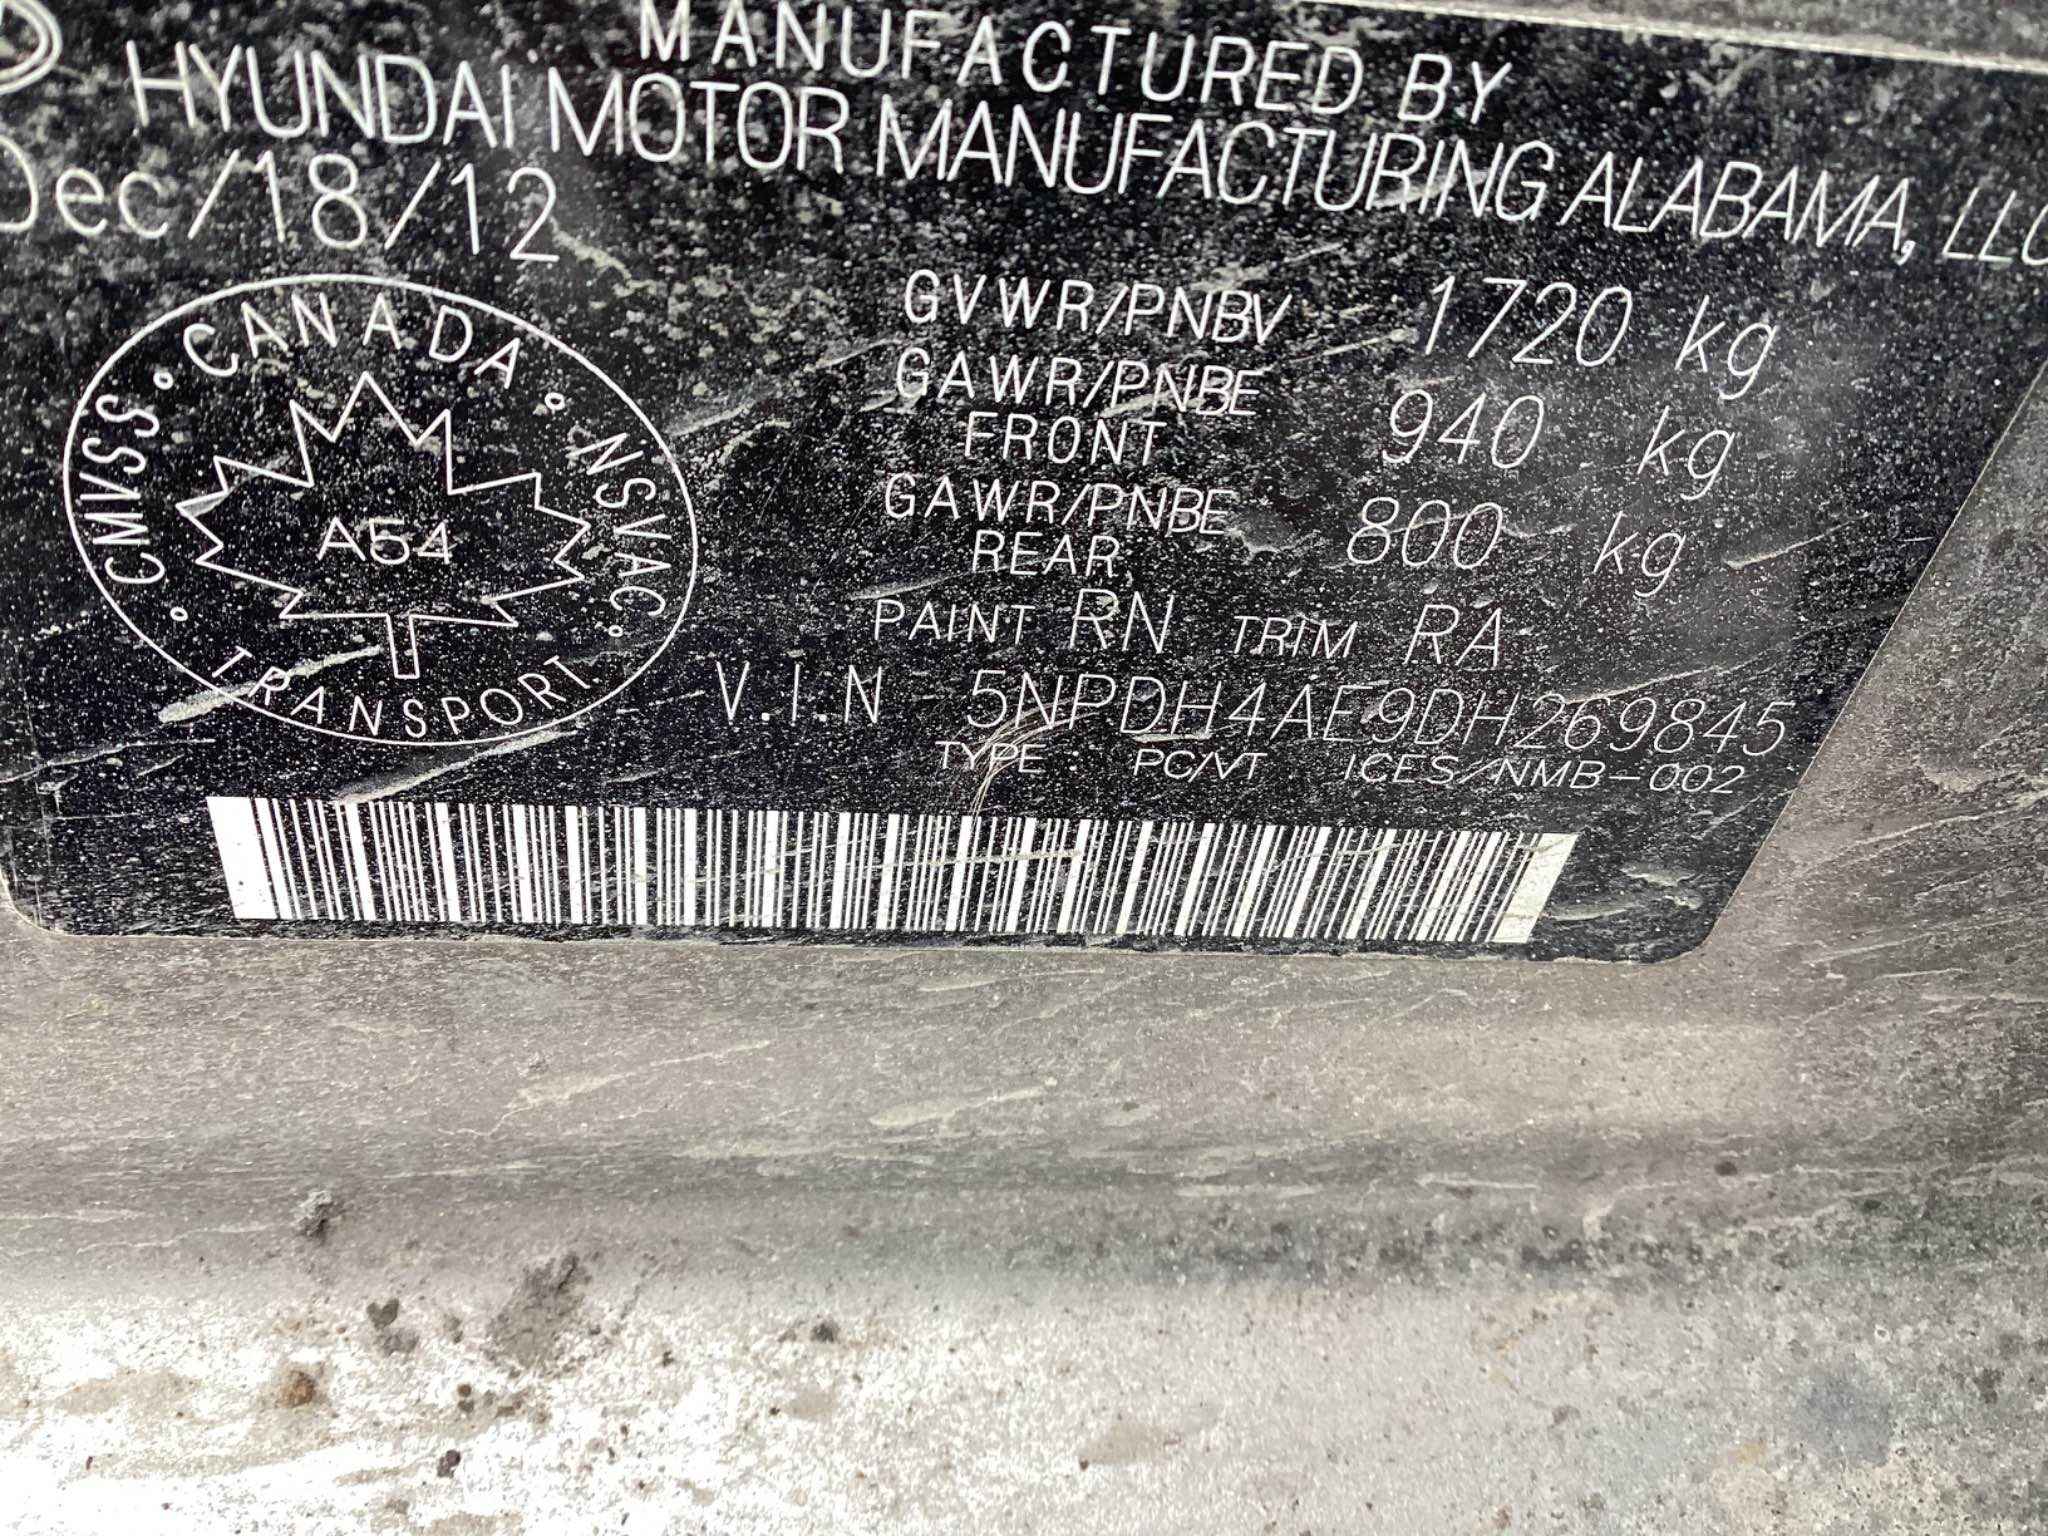 MANUFACTURED BY
HYUNDAI MOTOR MANUFACTURING ALABAMA, LLC
Dec/18/12
GVWR/PNBV 1720 kg
GAWR/PNBE FRONT 940 kg
GAWR/PNBE REAR 800 kg
PAINT RN TRIM RA
V.I.N 5NPDH4AE9DH269845
TYPE PC/VT ICES/NMB-002
CANADA
CMVSS
NSVAC
A54
TRANSPORT